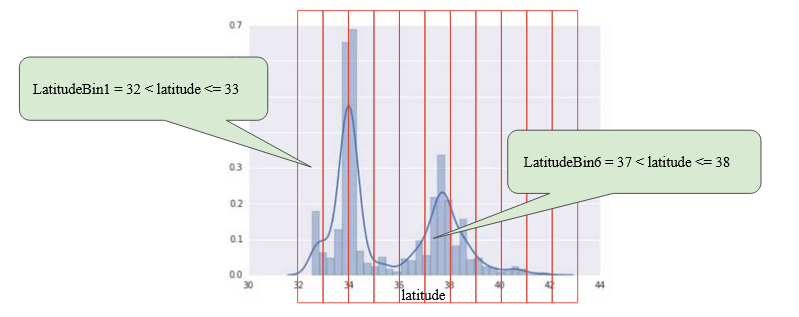 0.7
LatitudeBin1 = 32 < latitude <= 33
LatitudeBin6 = 37 < latitude <= 38
0.3
0.2
0.1
0.0
30 32 34 36 38 40 42 44
latitude